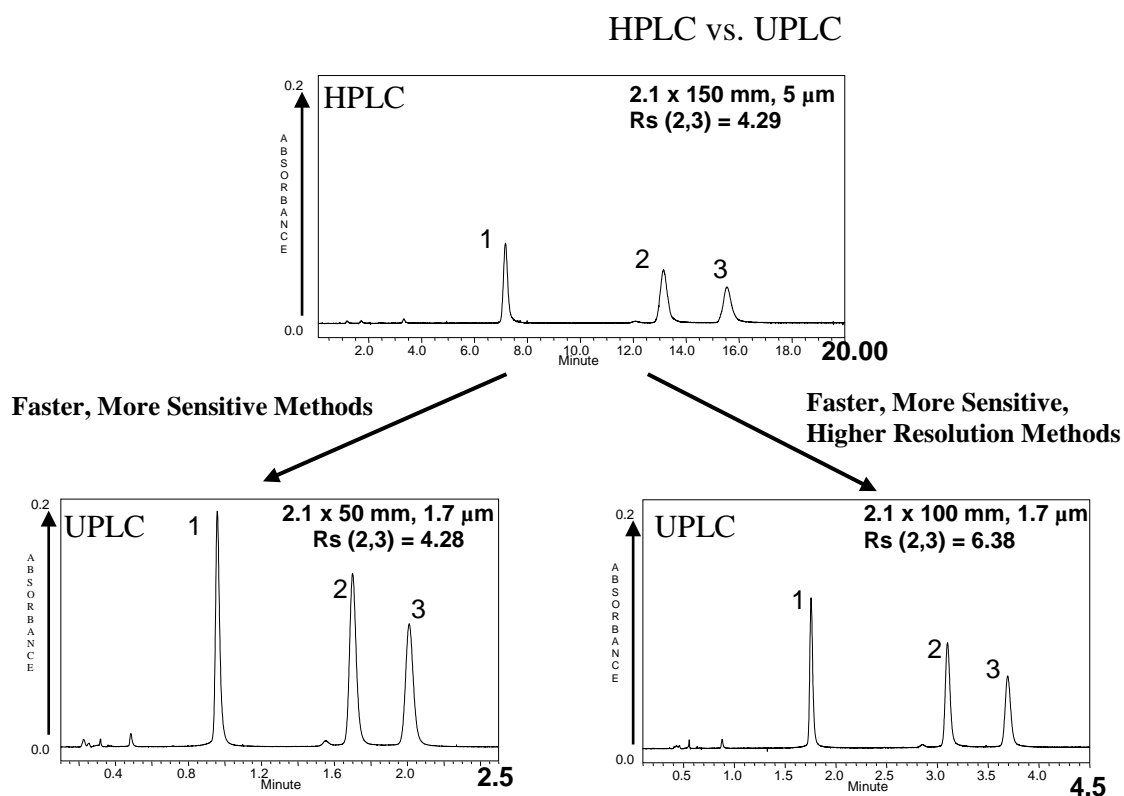 HPLC vs. UPLC
0.2
HPLC
2.1 x 150 mm, 5 µm
Rs (2,3) = 4.29
ABSORBANCE
1
2
3
0.0
2.0 4.0 6.0 8.0 10.0 12.0 14.0 16.0 18.0 20.00
Minute
Faster, More Sensitive Methods
Faster, More Sensitive,
Higher Resolution Methods
0.2
UPLC
1
2.1 x 50 mm, 1.7 µm
Rs (2,3) = 4.28
ABSORBANCE
2
3
0.0
0.4 0.8 1.2 1.6 2.0 2.5
Minute
0.2
UPLC
2.1 x 100 mm, 1.7 µm
Rs (2,3) = 6.38
ABSORBANCE
1
2
3
0.0
0.5 1.0 1.5 2.0 2.5 3.0 3.5 4.0 4.5
Minute